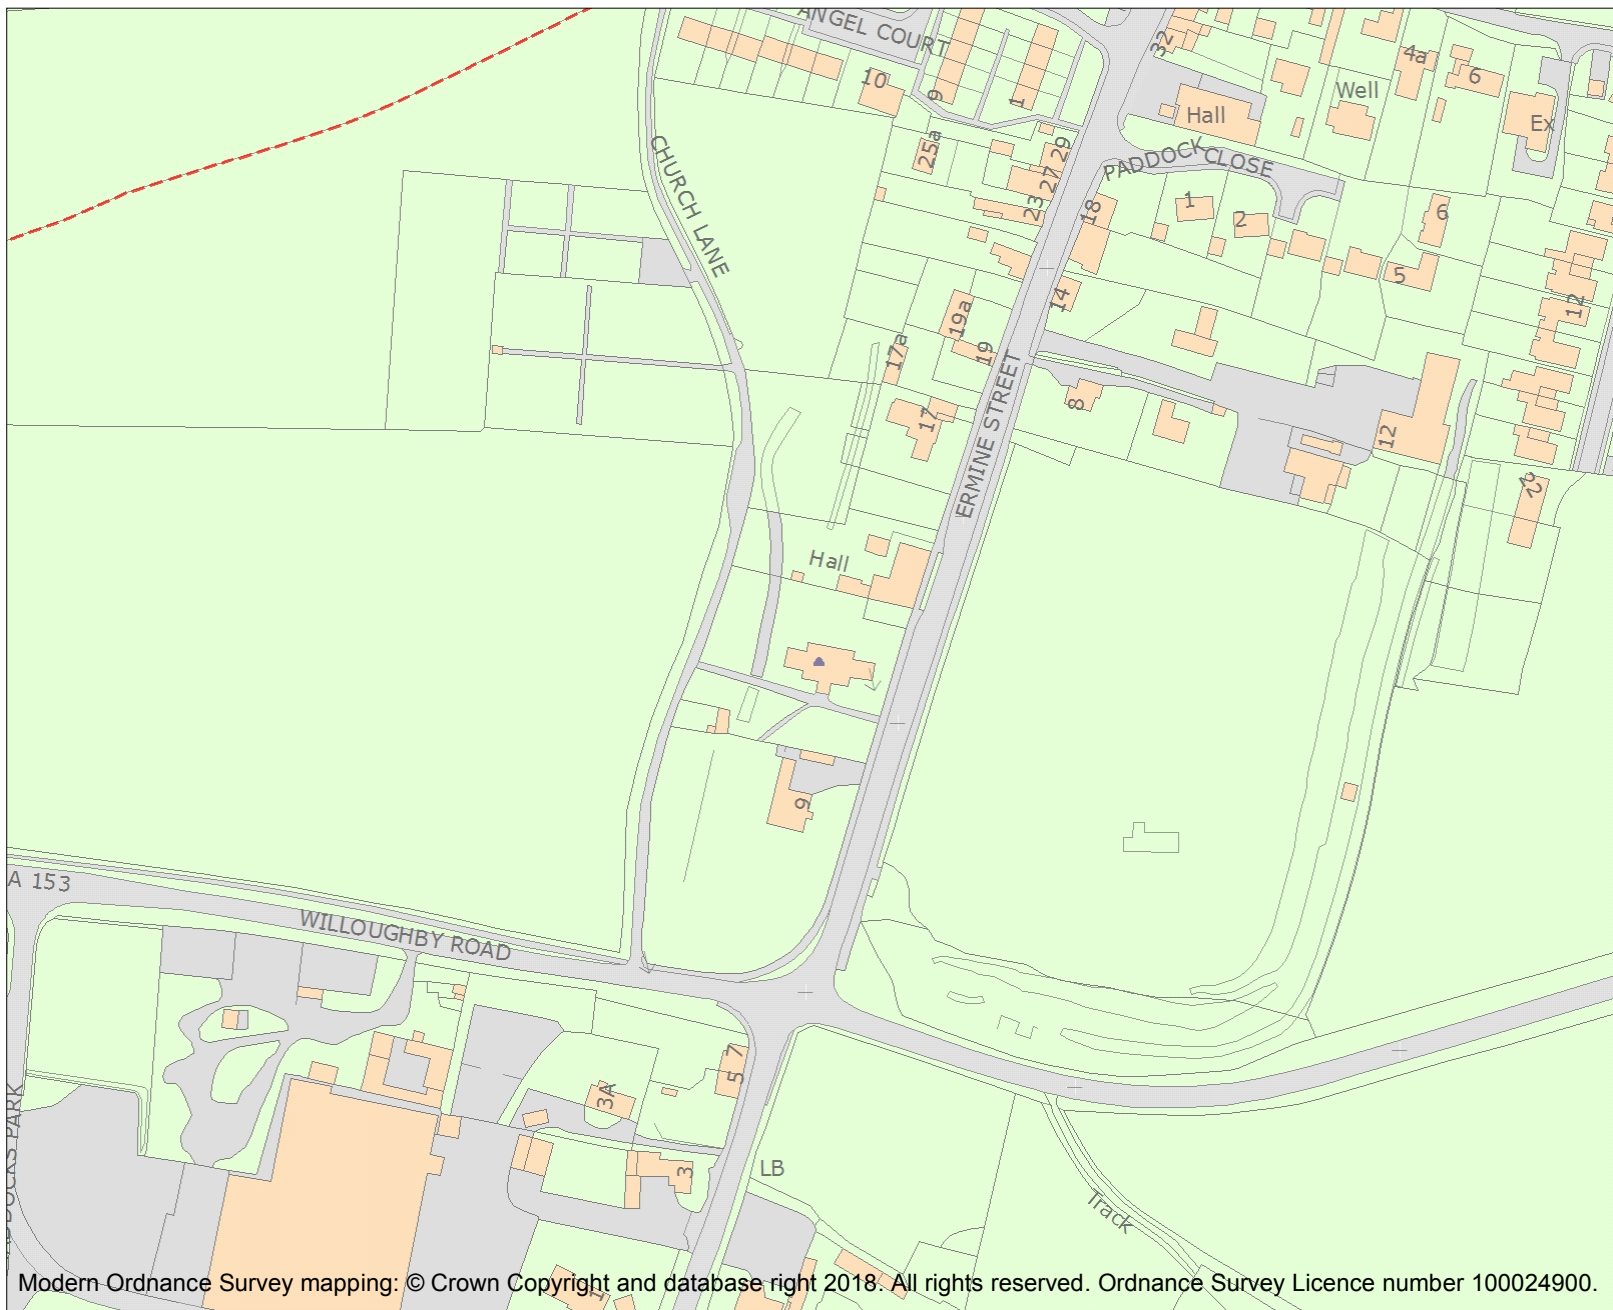 ANGEL COURT
32
4a
6
10
9
1
Well
Hall
Ex
CHURCH LANE
25a
29
27
23
PADDOCK CLOSE
18
1
2
6
5
12
14
19a
19
17a
17
8
12
22
ERMINE STREET
Hall
9
A 153
WILLOUGHBY ROAD
7
5
3A
3
LB
Track
1
Modern Ordnance Survey mapping: © Crown Copyright and database right 2018. All rights reserved. Ordnance Survey Licence number 100024900.